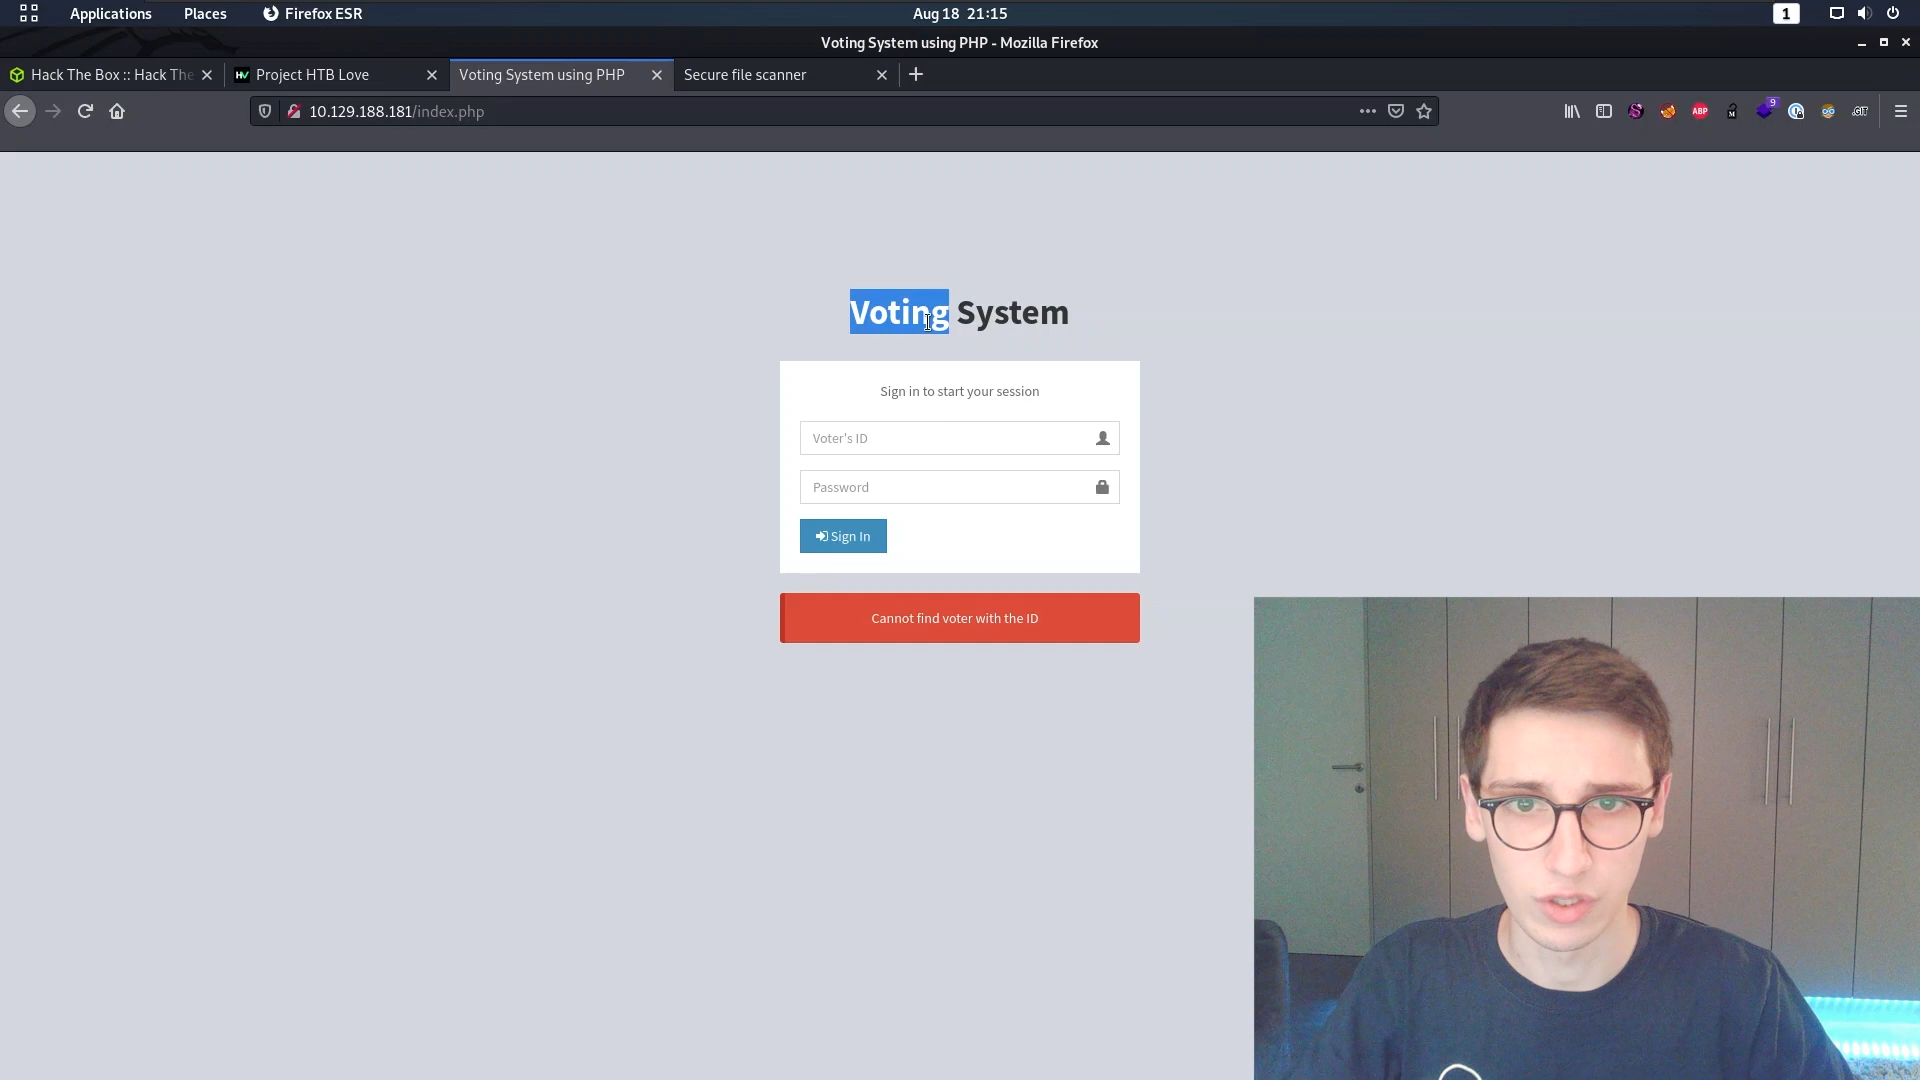 Applications Places Firefox ESR Aug 18 21:15 1
Voting System using PHP - Mozilla Firefox
Hack The Box :: Hack The Project HTB Love Voting System using PHP Secure file scanner
10.129.188.181/index.php ABP M 9 .GIT
Voting System
Sign in to start your session
Voter's ID
Password
Sign In
Cannot find voter with the ID